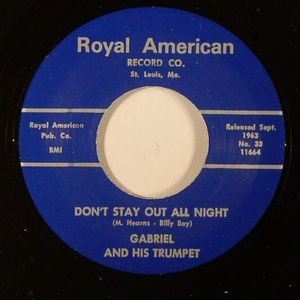 Royal American
RECORD CO.
St. Louis, Mo.
Royal American
Pub. Co.
BMI
Released Sept.
1963
No. 33
11664
DON'T STAY OUT ALL NIGHT
(M. Hearns - Billy Boy)
GABRIEL
AND HIS TRUMPET